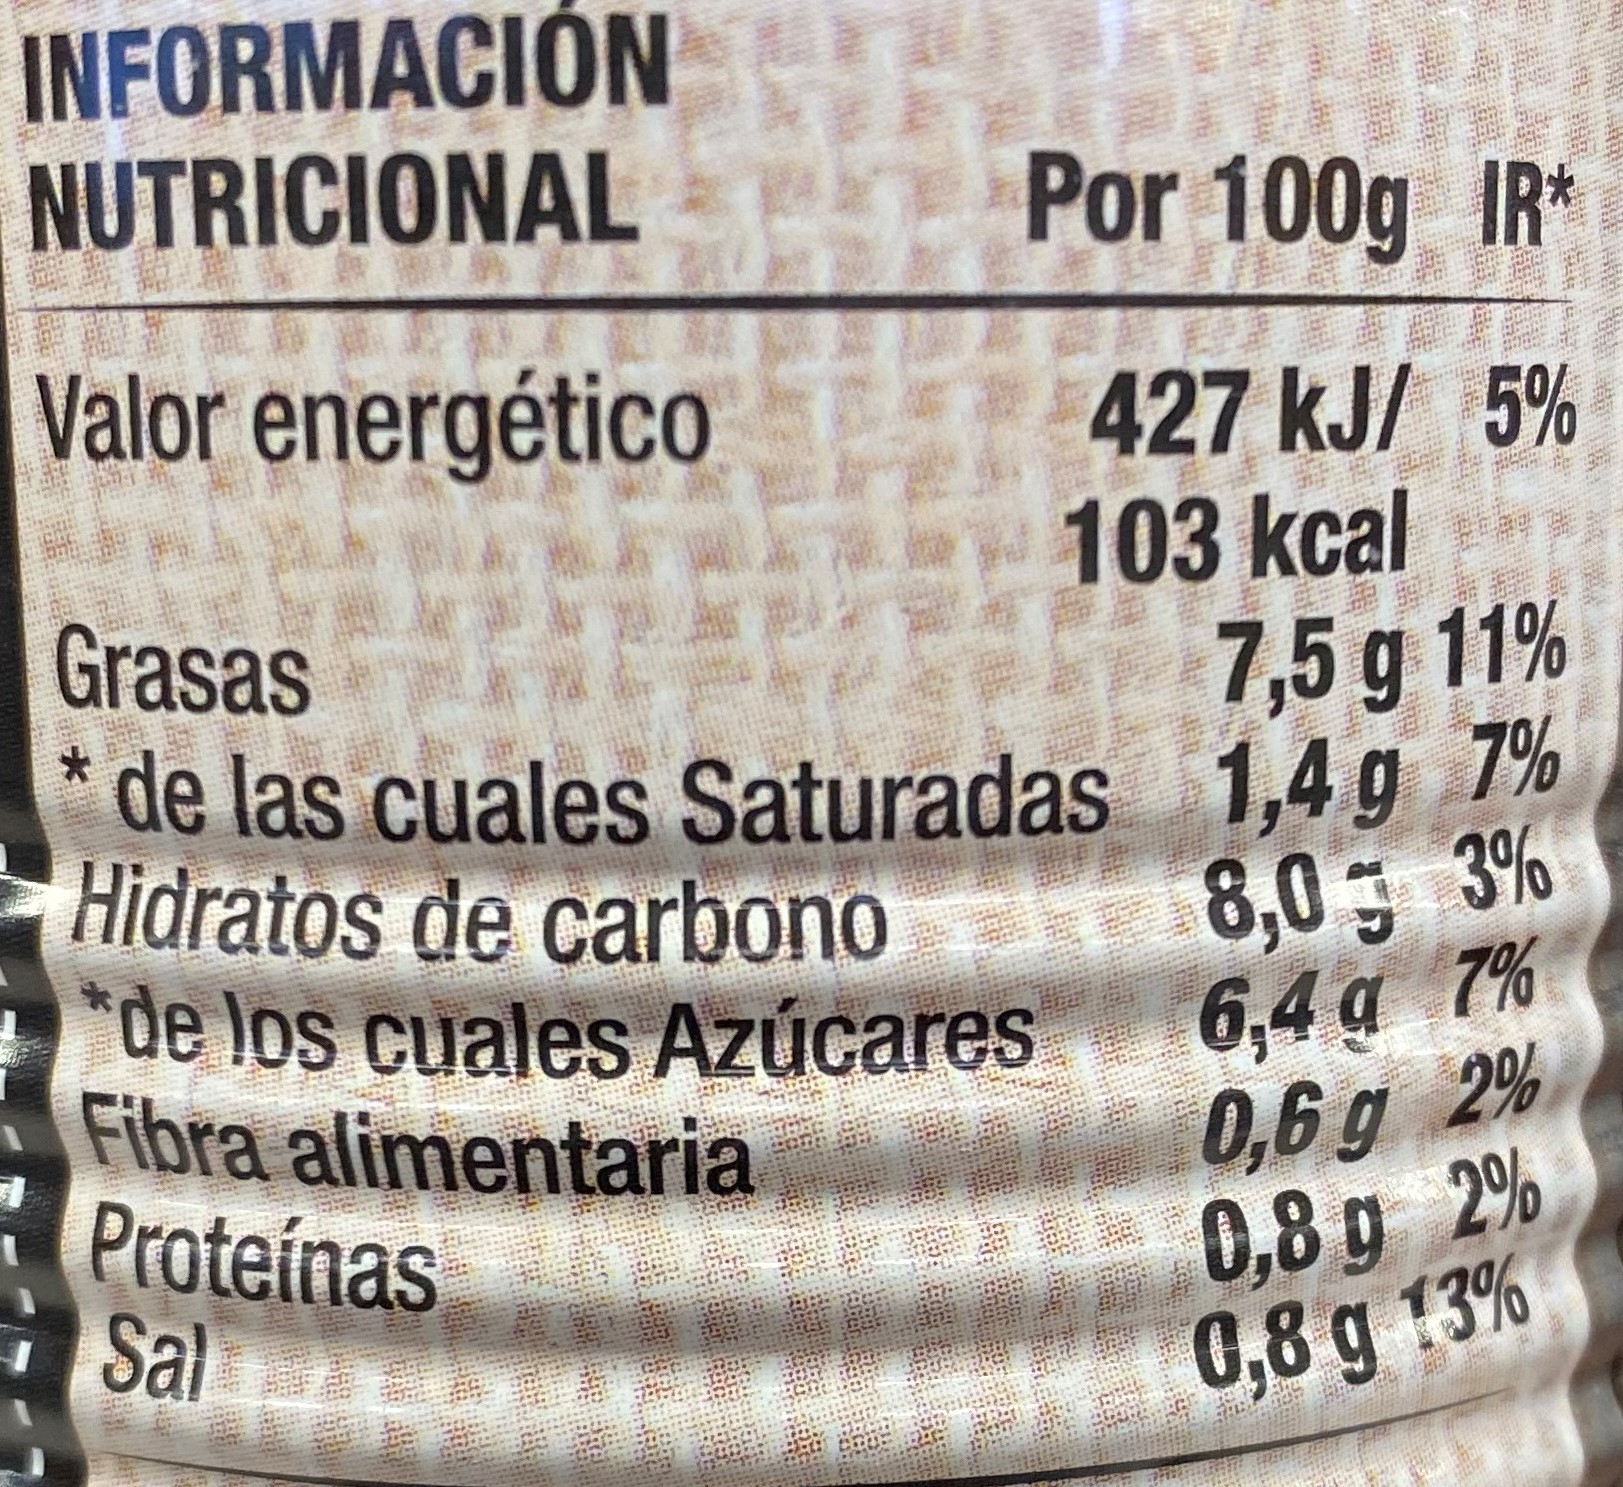 INFORMACIÓN
NUTRICIONAL Por 100g IR*
Valor energético 427 kJ/ 5%
103 kcal
Grasas 7,5 g 11%
* de las cuales Saturadas 1,4 g 7%
Hidratos de carbono 8,0 g 3%
*de los cuales Azúcares 6,4 g 7%
Fibra alimentaria 0,6 g 2%
Proteínas 0,8 g 2%
Sal 0,8 g 13%